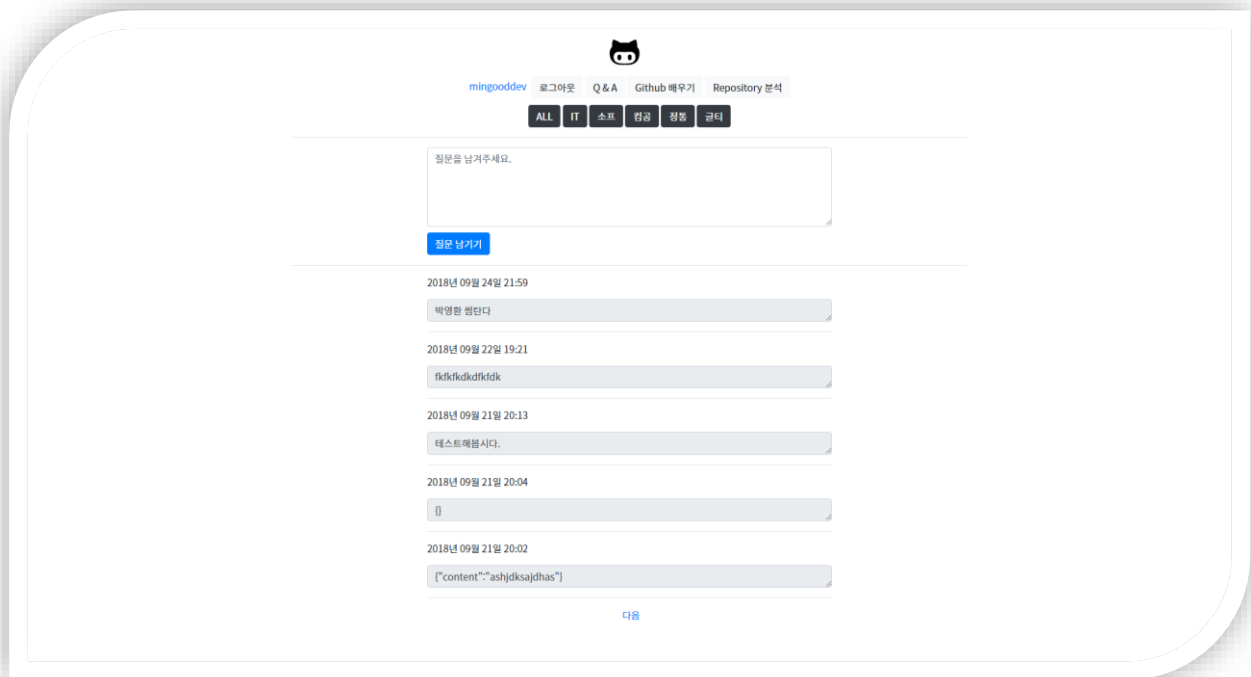 mingooddev 로그아웃 Q & A Github 배우기 Repository 분석
ALL IT 소프 컴공 정통 글티
질문을 남겨주세요.
질문 남기기
2018년 09월 24일 21:59
박영환 썸탄다
2018년 09월 22일 19:21
fkfkfkdkdfkfdk
2018년 09월 21일 20:13
테스트해봅시다.
2018년 09월 21일 20:04
{}
2018년 09월 21일 20:02
{"content":"ashjdksajdhas"}
다음